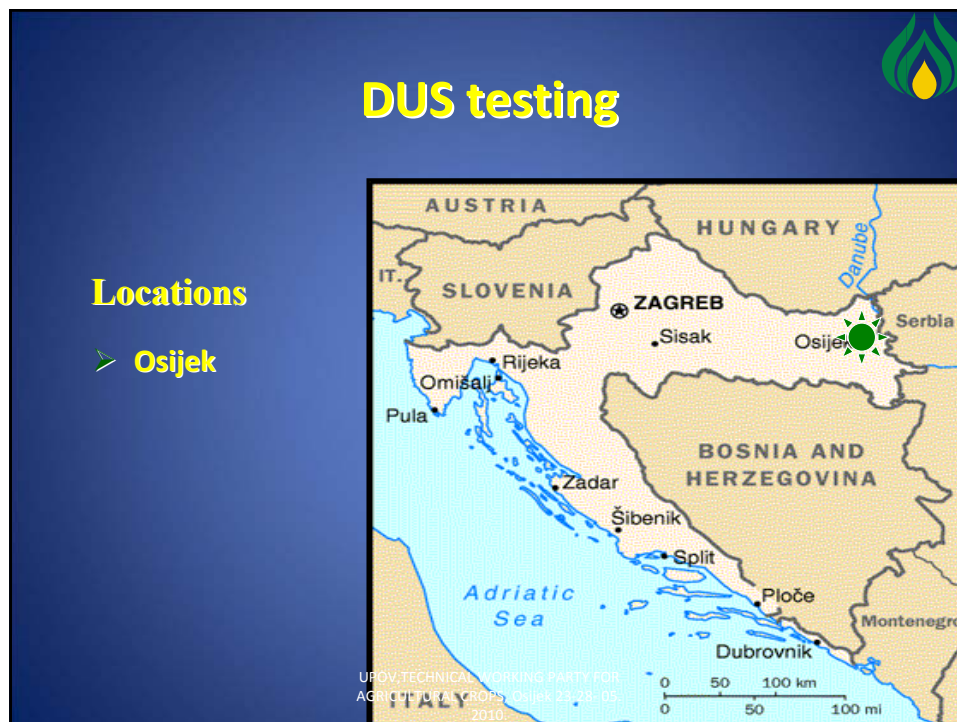 DUS testing
Locations
Osijek
AUSTRIA
HUNGARY
Danube
IT.
SLOVENIA
ZAGREB
Serbia
Sisak
Osijek
Rijeka
Omišalj
Pula
BOSNIA AND
HERZEGOVINA
Zadar
Šibenik
Split
Adriatic
Sea
Ploče
Montenegro
Dubrovnik
ITALY
0 50 100 km
0 50 100 mi
UPOV,TECHNICAL WORKING PARTY FOR
AGRICULTURAL CROPS, Osijek 23-28- 05.
2010.